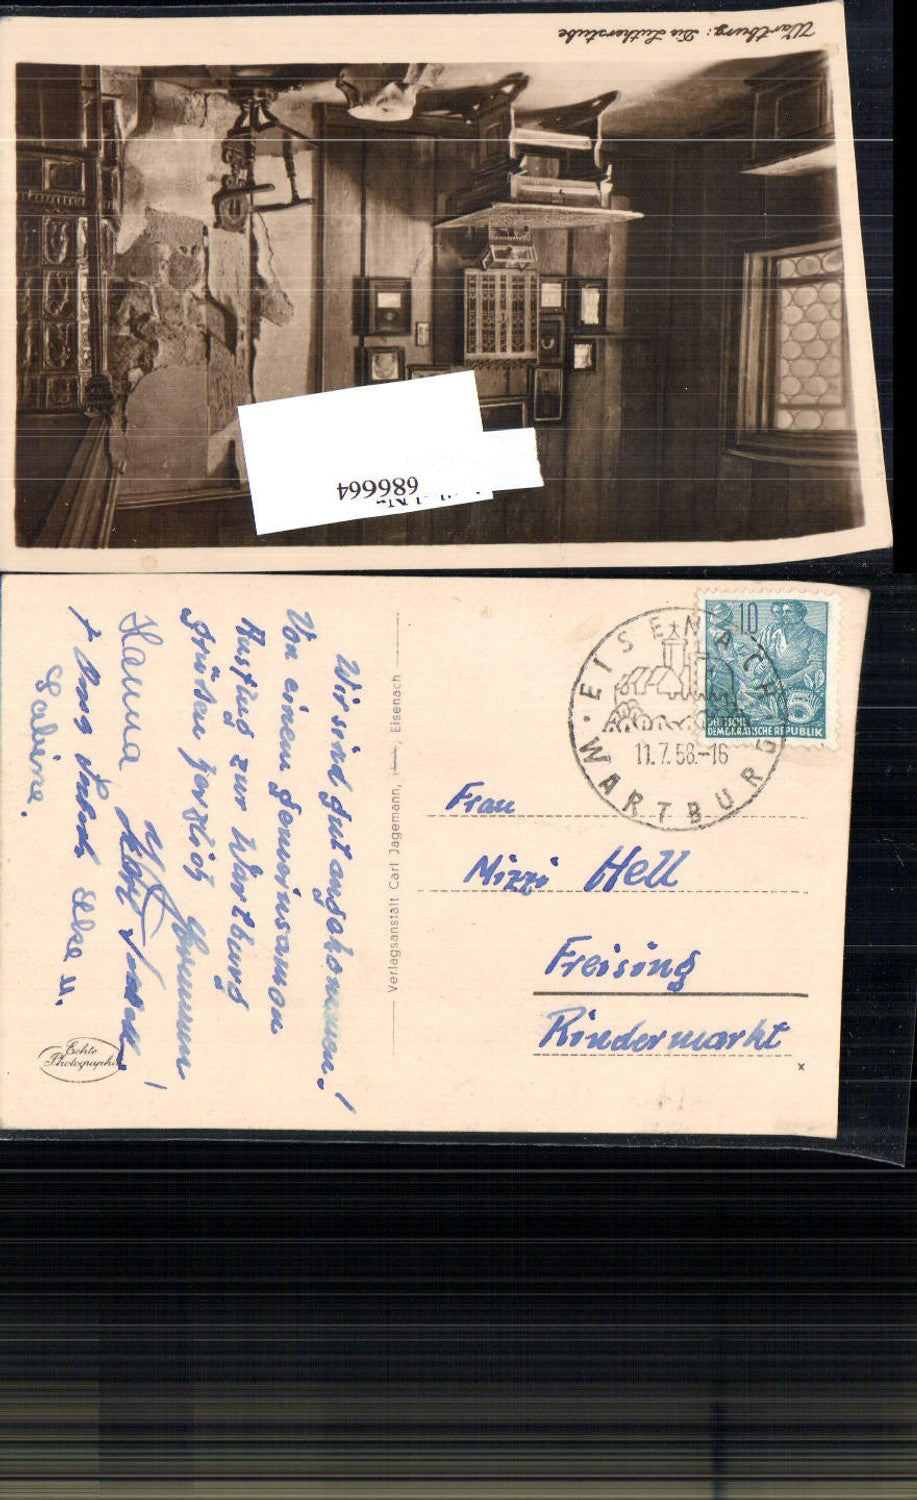 Wartburg: Die Lutherstube
686664
Wir sind gut angekommen!
Von einem gemeinsamen
Ausflug zur Wartburg
grüßen herzlich
Hanna
Elke u.
Sabine.
Echte
Photographie
Verlagsanstalt Carl Jagemann, Eisenach
EISENACH
WARTBURG
11.7.58.-16
10
5
DEUTSCHE
DEMOKRATISCHE REPUBLIK
Frau
Mizzi Hell
Freising
Rindermarkt
x